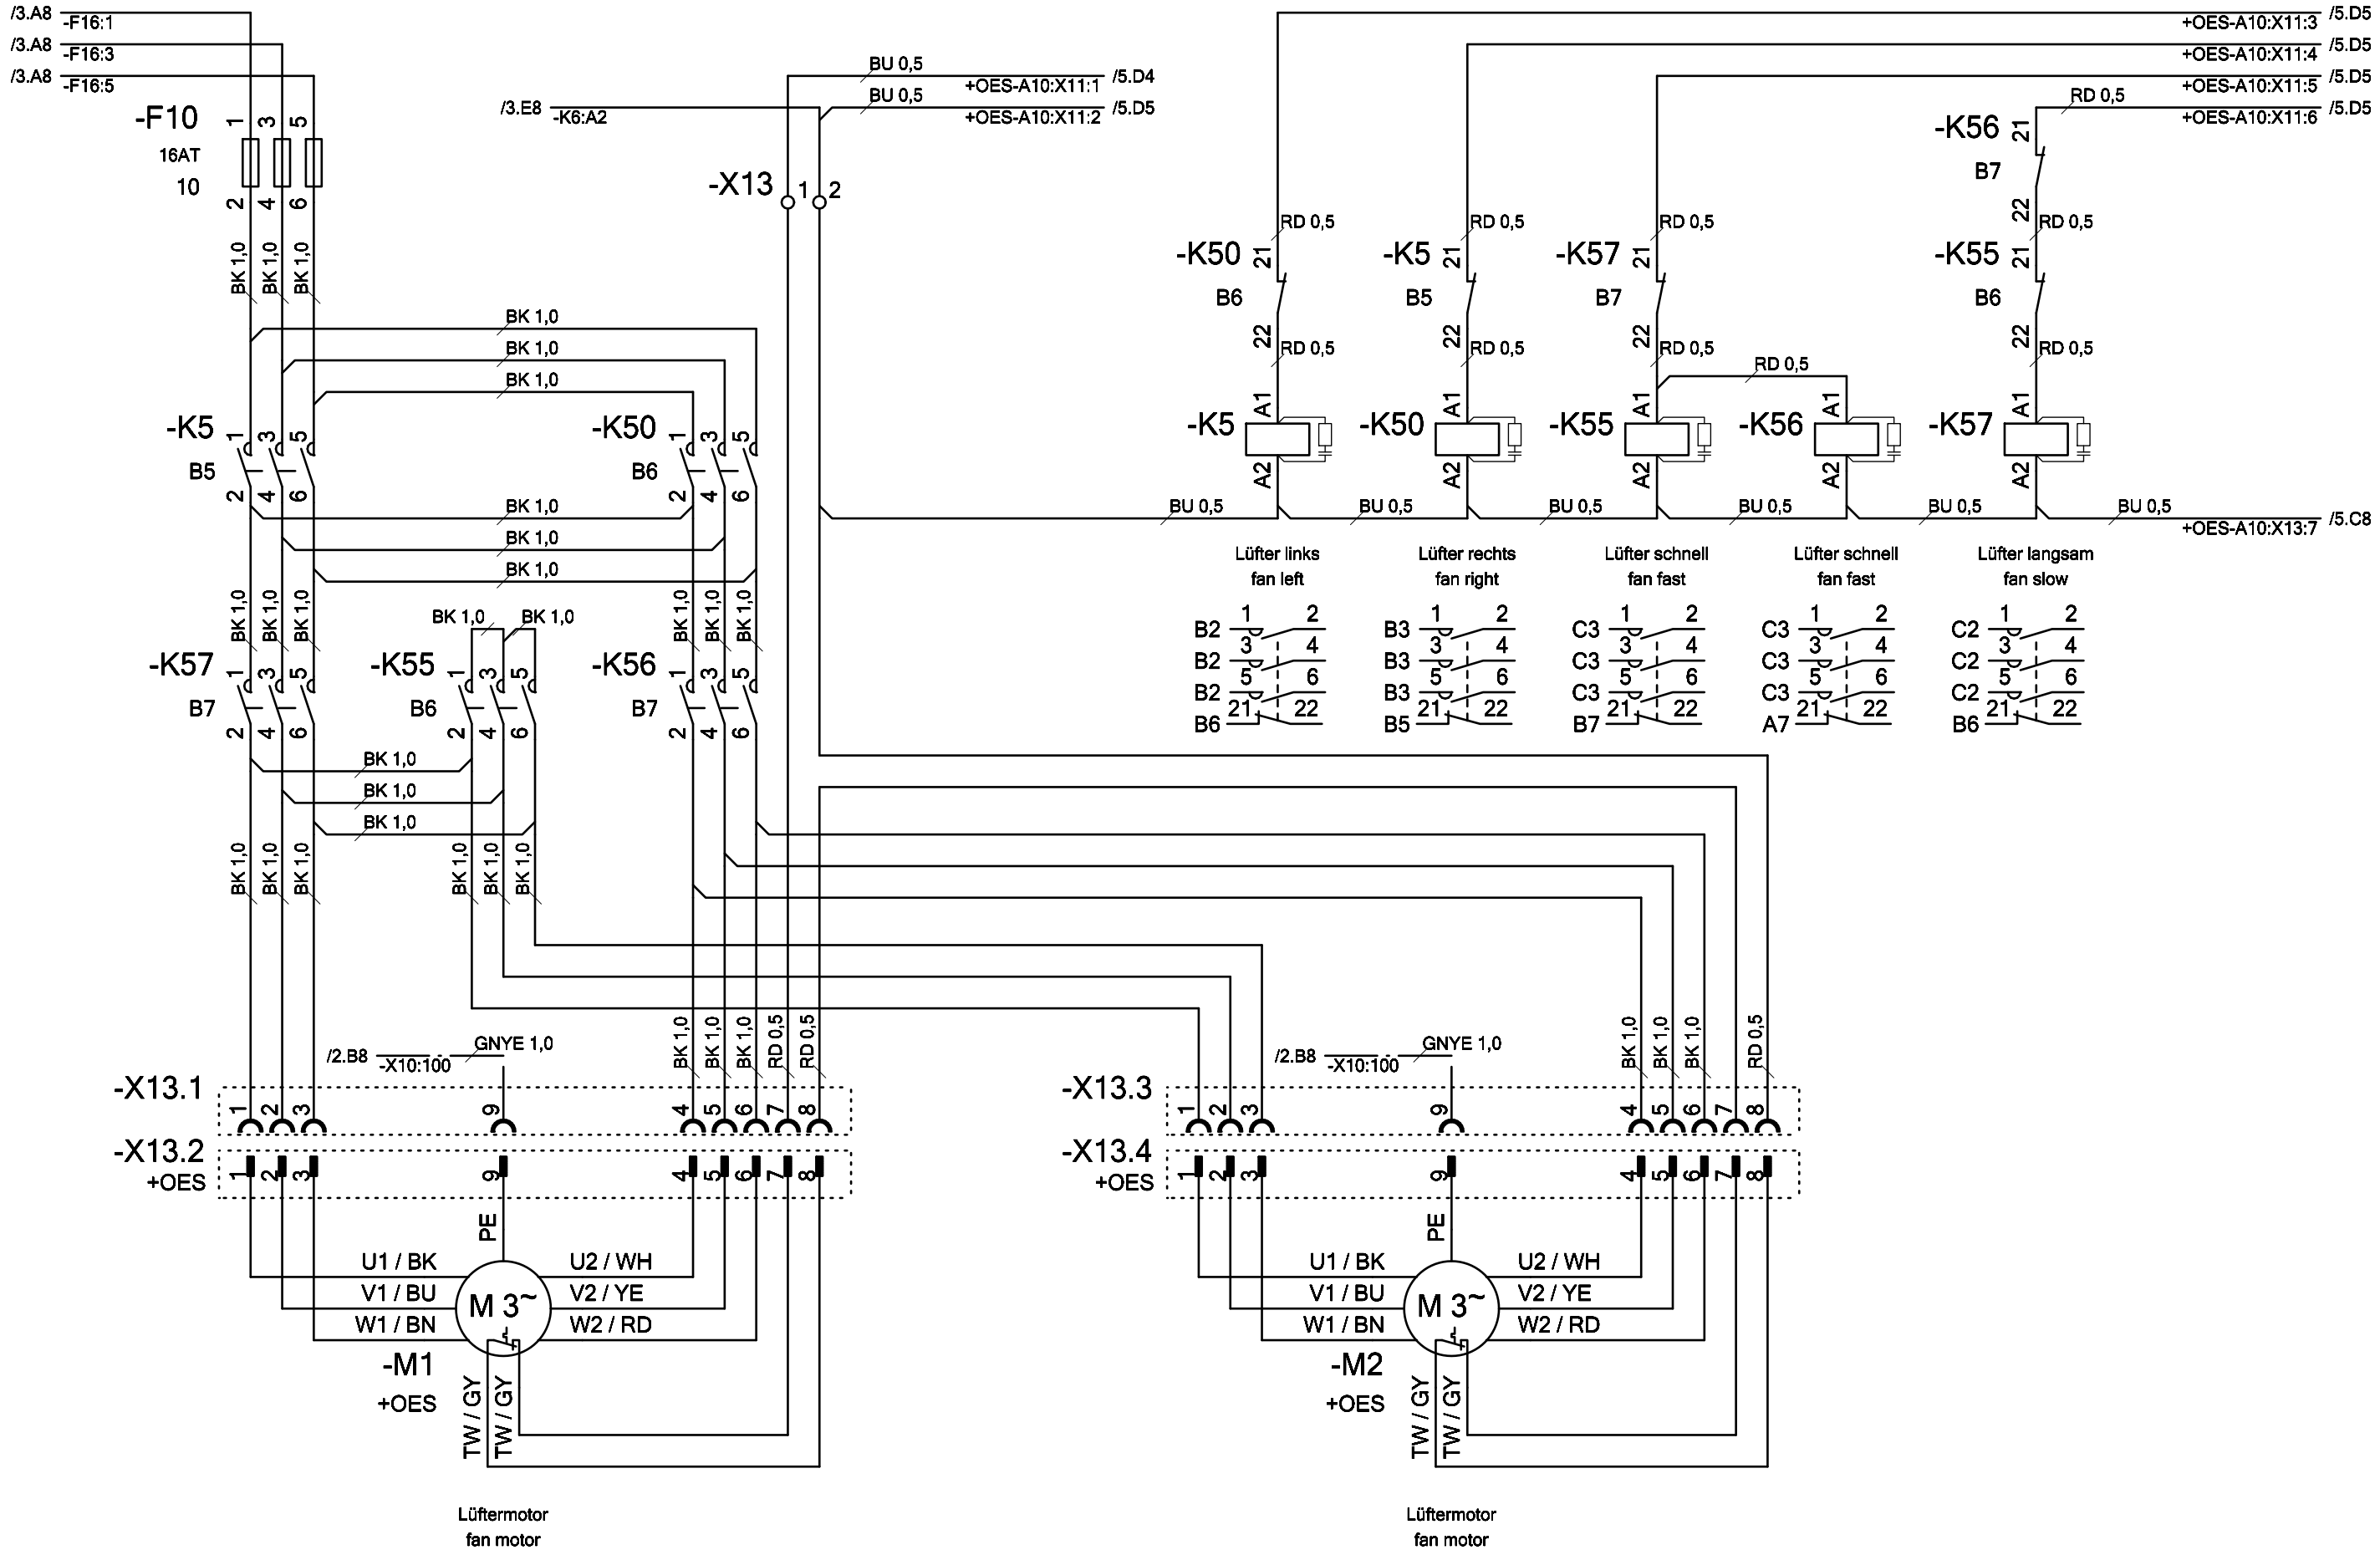 /3.A8 -F16:1
/3.A8 -F16:3
/3.A8 -F16:5
/5.D5 +OES-A10:X11:3
/5.D5 +OES-A10:X11:4
/5.D5 +OES-A10:X11:5
RD 0,5 /5.D5 +OES-A10:X11:6
BU 0,5 /5.D4 +OES-A10:X11:1
/3.E8 -K6:A2 BU 0,5 /5.D5 +OES-A10:X11:2
-F10 1 3 5
16AT
10
2 4 6
-X13 1 2
-K56 21
B7
22
BK 1,0 BK 1,0 BK 1,0
RD 0,5 RD 0,5 RD 0,5 RD 0,5
-K50 21 -K5 21 -K57 21 -K55 21
B6 B5 B7 B6
22 22 22 22
BK 1,0
BK 1,0
BK 1,0
RD 0,5 RD 0,5 RD 0,5 RD 0,5 RD 0,5
A1 A1 A1 A1 A1
-K5 -K50 -K55 -K56 -K57
A2 A2 A2 A2 A2
-K5 1 3 5 -K50 1 3 5
B5 B6
2 4 6 2 4 6
BK 1,0
BK 1,0
BK 1,0
BU 0,5 BU 0,5 BU 0,5 BU 0,5 BU 0,5 BU 0,5 /5.C8
+OES-A10:X13:7
Lüfter links Lüfter rechts Lüfter schnell Lüfter schnell Lüfter langsam
fan left fan right fan fast fan fast fan slow
1 2 1 2 1 2 1 2 1 2
B2 B3 C3 C3 C2
3 4 3 4 3 4 3 4 3 4
B2 B3 C3 C3 C2
5 6 5 6 5 6 5 6 5 6
B2 B3 C3 C3 C2
21 22 21 22 21 22 21 22 21 22
B6 B5 B7 A7 B6
BK 1,0 BK 1,0 BK 1,0 BK 1,0 BK 1,0 BK 1,0 BK 1,0 BK 1,0
-K57 1 3 5 -K55 1 3 5 -K56 1 3 5
B7 B6 B7
2 4 6 2 4 6 2 4 6
BK 1,0
BK 1,0
BK 1,0
BK 1,0 BK 1,0 BK 1,0 BK 1,0 BK 1,0 BK 1,0
/2.B8 -X10:100 GNYE 1,0 BK 1,0 BK 1,0 BK 1,0 RD 0,5 RD 0,5
/2.B8 -X10:100 GNYE 1,0 BK 1,0 BK 1,0 BK 1,0 RD 0,5
-X13.1 1 2 3 9 4 5 6 7 8
-X13.3 1 2 3 9 4 5 6 7 8
-X13.2 1 2 3 9 4 5 6 7 8
+OES
-X13.4 1 2 3 9 4 5 6 7 8
+OES
PE PE
U1 / BK U2 / WH U1 / BK U2 / WH
V1 / BU M 3~ V2 / YE V1 / BU M 3~ V2 / YE
W1 / BN W2 / RD W1 / BN W2 / RD
-M1 -M2
+OES +OES
TW / GY TW / GY TW / GY TW / GY
Lüftermotor Lüftermotor
fan motor fan motor